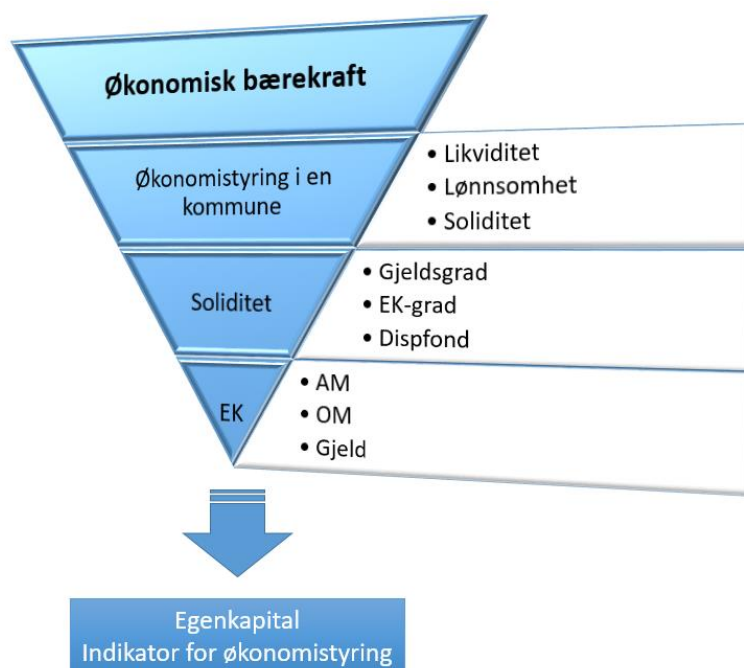 Økonomisk bærekraft
Økonomistyring i en
kommune
• Likviditet
• Lønnsomhet
• Soliditet
Soliditet
• Gjeldsgrad
• EK-grad
• Dispfond
EK
• AM
• OM
• Gjeld
Egenkapital
Indikator for økonomistyring